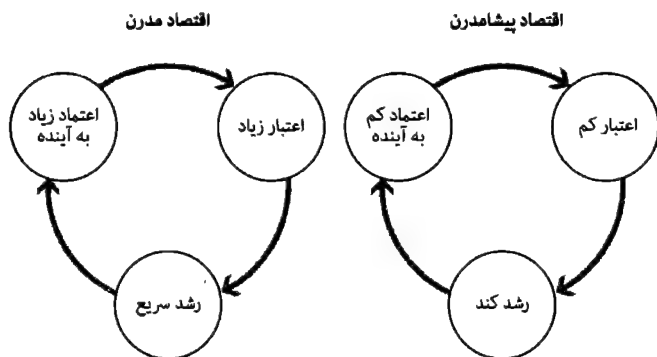 اقتصاد پیشامدرن
اعتماد کم
به آینده
اعتبار کم
رشد کند
اقتصاد مدرن
اعتماد زیاد
به آینده
اعتبار زیاد
رشد سریع